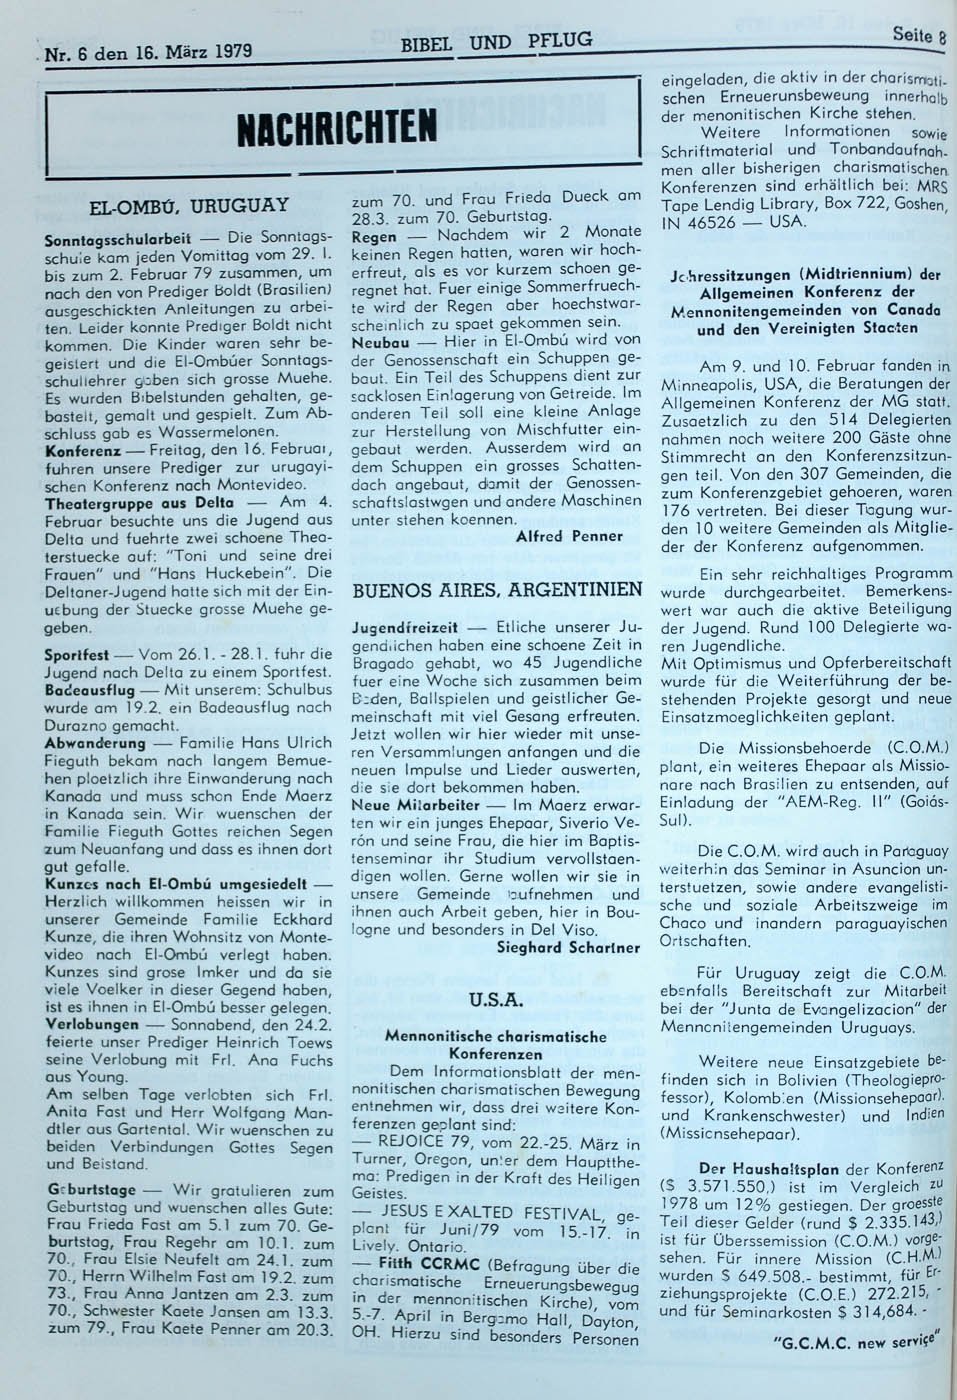 Nr. 6 den 16. März 1979
BIBEL UND PFLUG
Seite 8
NACHRICHTEN
EL-OMBÚ, URUGUAY
Sonntagsschularbeit — Die Sonntags-
schule kam jeden Vomittag vom 29. I.
bis zum 2. Februar 79 zusammen, um
nach den von Prediger Boldt (Brasilien)
ausgeschickten Anleitungen zu arbei-
ten. Leider konnte Prediger Boldt nicht
kommen. Die Kinder waren sehr be-
geistert und die El-Ombúer Sonntags-
schullehrer gaben sich grosse Muehe.
Es wurden Bibelstunden gehalten, ge-
bastelt, gemalt und gespielt. Zum Ab-
schluss gab es Wassermelonen.
Konferenz — Freitag, den 16. Februar,
fuhren unsere Prediger zur urugayi-
schen Konferenz nach Montevideo.
Theatergruppe aus Delta — Am 4.
Februar besuchte uns die Jugend aus
Delta und fuehrte zwei schoene Thea-
terstuecke auf: "Toni und seine drei
Frauen" und "Hans Huckebein". Die
Deltaner-Jugend hatte sich mit der Ein-
uebung der Stuecke grosse Muehe ge-
geben.
Sportfest — Vom 26.1. - 28.1. fuhr die
Jugend nach Delta zu einem Sportfest.
Badeausflug — Mit unserem: Schulbus
wurde am 19.2. ein Badeausflug nach
Durazno gemacht.
Abwanderung — Familie Hans Ulrich
Fieguth bekam nach langem Bemue-
hen ploetzlich ihre Einwanderung nach
Kanada und muss schon Ende Maerz
in Kanada sein. Wir wuenschen der
Familie Fieguth Gottes reichen Segen
zum Neuanfang und dass es ihnen dort
gut gefalle.
Kunzes nach El-Ombú umgesiedelt —
Herzlich willkommen heissen wir in
unserer Gemeinde Familie Eckhard
Kunze, die ihren Wohnsitz von Monte-
video nach El-Ombú verlegt haben.
Kunzes sind grose Imker und da sie
viele Voelker in dieser Gegend haben,
ist es ihnen in El-Ombú besser gelegen.
Verlobungen — Sonnabend, den 24.2.
feierte unser Prediger Heinrich Toews
seine Verlobung mit Frl. Ana Fuchs
aus Young.
Am selben Tage verlobten sich Frl.
Anita Fast und Herr Wolfgang Man-
dtler aus Gartental. Wir wuenschen zu
beiden Verbindungen Gottes Segen
und Beistand.
Geburtstage — Wir gratulieren zum
Geburtstag und wuenschen alles Gute:
Frau Frieda Fast am 5.1 zum 70. Ge-
burtstag, Frau Regehr am 10.1. zum
70., Frau Elsie Neufelt am 24.1. zum
70., Herrn Wilhelm Fast am 19.2. zum
73., Frau Anna Jantzen am 2.3. zum
70., Schwester Kaete Jansen am 13.3.
zum 79., Frau Kaete Penner am 20.3.
zum 70. und Frau Frieda Dueck am
28.3. zum 70. Geburtstag.
Regen — Nachdem wir 2 Monate
keinen Regen hatten, waren wir hoch-
erfreut, als es vor kurzem schoen ge-
regnet hat. Fuer einige Sommerfruech-
te wird der Regen aber hoechstwar-
scheinlich zu spaet gekommen sein.
Neubau — Hier in El-Ombú wird von
der Genossenschaft ein Schuppen ge-
baut. Ein Teil des Schuppens dient zur
sacklosen Einlagerung von Getreide. Im
anderen Teil soll eine kleine Anlage
zur Herstellung von Mischfutter ein-
gebaut werden. Ausserdem wird an
dem Schuppen ein grosses Schatten-
dach angebaut, damit der Genossen-
schaftslastwgen und andere Maschinen
unter stehen koennen.
Alfred Penner
BUENOS AIRES, ARGENTINIEN
Jugendfreizeit — Etliche unserer Ju-
gendlichen haben eine schoene Zeit in
Bragado gehabt, wo 45 Jugendliche
fuer eine Woche sich zusammen beim
Baden, Ballspielen und geistlicher Ge-
meinschaft mit viel Gesang erfreuten.
Jetzt wollen wir hier wieder mit unse-
ren Versammlungen anfangen und die
neuen Impulse und Lieder auswerten,
die sie dort bekommen haben.
Neue Mitarbeiter — Im Maerz erwar-
ten wir ein junges Ehepaar, Siverio Ve-
rón und seine Frau, die hier im Baptis-
tenseminar ihr Studium vervollstaen-
digen wollen. Gerne wollen wir sie in
unsere Gemeinde aufnehmen und
ihnen auch Arbeit geben, hier in Bou-
logne und besonders in Del Viso.
Sieghard Schartner
U.S.A.
Mennonitische charismatische
Konferenzen
Dem Informationsblatt der men-
nonitischen charismatischen Bewegung
entnehmen wir, dass drei weitere Kon-
ferenzen geplant sind:
— REJOICE 79, vom 22.-25. März in
Turner, Oregon, unter dem Hauptthe-
ma: Predigen in der Kraft des Heiligen
Geistes.
— JESUS EXALTED FESTIVAL, ge-
plant für Juni/79 vom 15.-17. in
Lively. Ontario.
— Fifth CCRMC (Befragung über die
charismatische Erneuerungsbewegug
in der mennonitischen Kirche), vom
5.-7. April in Bergamo Hall, Dayton,
OH. Hierzu sind besonders Personen
eingeladen, die aktiv in der charismati-
schen Erneuerunsbeweung innerhalb
der menonitischen Kirche stehen.
Weitere Informationen sowie
Schriftmaterial und Tonbandaufnah-
men aller bisherigen charismatischen
Konferenzen sind erhältlich bei: MRS
Tape Lendig Library, Box 722, Goshen,
IN 46526 — USA.
Jahressitzungen (Midtriennium) der
Allgemeinen Konferenz der
Mennonitengemeinden von Canada
und den Vereinigten Staaten
Am 9. und 10. Februar fanden in
Minneapolis, USA, die Beratungen der
Allgemeinen Konferenz der MG statt.
Zusaetzlich zu den 514 Delegierten
nahmen noch weitere 200 Gäste ohne
Stimmrecht an den Konferenzsitzun-
gen teil. Von den 307 Gemeinden, die
zum Konferenzgebiet gehoeren, waren
176 vertreten. Bei dieser Tagung wur-
den 10 weitere Gemeinden als Mitglie-
der der Konferenz aufgenommen.
Ein sehr reichhaltiges Programm
wurde durchgearbeitet. Bemerkens-
wert war auch die aktive Beteiligung
der Jugend. Rund 100 Delegierte wa-
ren Jugendliche.
Mit Optimismus und Opferbereitschaft
wurde für die Weiterführung der be-
stehenden Projekte gesorgt und neue
Einsatzmoeglichkeiten geplant.
Die Missionsbehoerde (C.O.M.)
plant, ein weiteres Ehepaar als Missio-
nare nach Brasilien zu entsenden, auf
Einladung der "AEM-Reg. II" (Goiás-
Sul).
Die C.O.M. wird auch in Paraguay
weiterhin das Seminar in Asuncion un-
terstuetzen, sowie andere evangelisti-
sche und soziale Arbeitszweige im
Chaco und inandern paraguayischen
Ortschaften.
Für Uruguay zeigt die C.O.M.
ebenfalls Bereitschaft zur Mitarbeit
bei der "Junta de Evangelizacion" der
Mennonitengemeinden Uruguays.
Weitere neue Einsatzgebiete be-
finden sich in Bolivien (Theologiepro-
fessor), Kolombien (Missionsehepaar).
und Krankenschwester) und Indien
(Missionsehepaar).
Der Haushaltsplan der Konferenz
($ 3.571.550,) ist im Vergleich zu
1978 um 12% gestiegen. Der groesste
Teil dieser Gelder (rund $ 2.335.143,)
ist für Überssemission (C.O.M.) vorge-
sehen. Für innere Mission (C.H.M.)
wurden $ 649.508.- bestimmt, für Er-
ziehungsprojekte (C.O.E.) 272.215, -
und für Seminarkosten $ 314,684. -
"G.C.M.C. new serviçe"